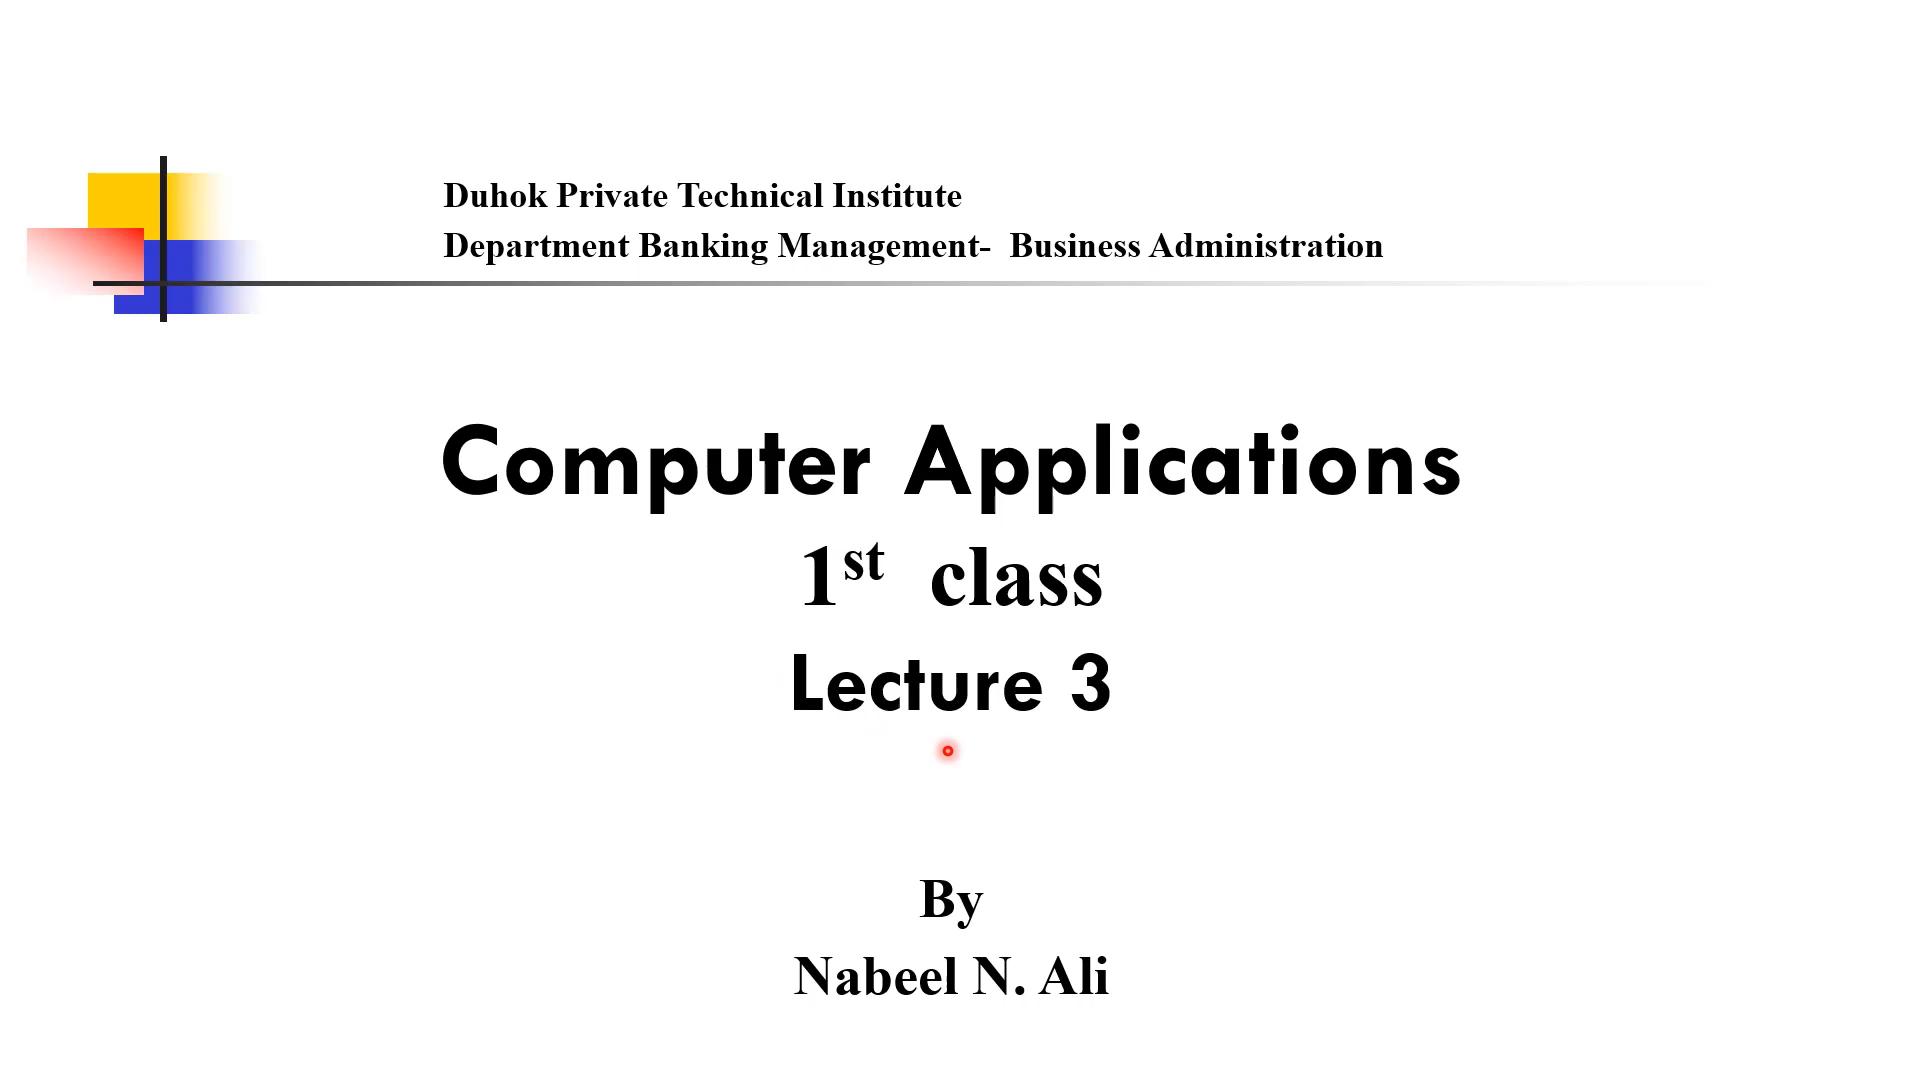 Duhok Private Technical Institute
Department Banking Management-  Business Administration
Computer Applications
1st  class
Lecture 3
By
Nabeel N. Ali